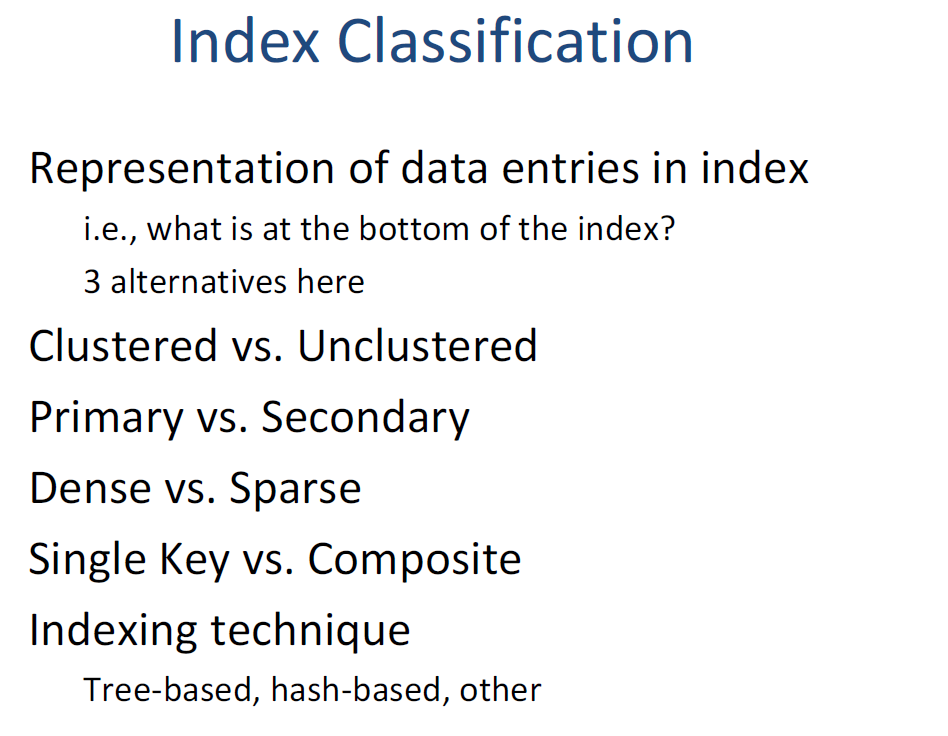 Index Classification
Representation of data entries in index
i.e., what is at the bottom of the index?
3 alternatives here
Clustered vs. Unclustered
Primary vs. Secondary
Dense vs. Sparse
Single Key vs. Composite
Indexing technique
Tree-based, hash-based, other